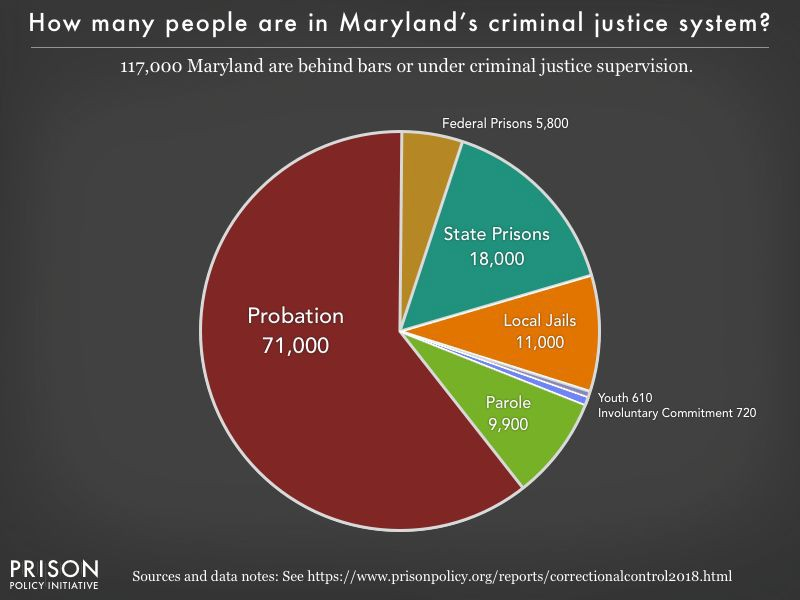 How many people are in Maryland's criminal justice system?
117,000 Maryland are behind bars or under criminal justice supervision.
Federal Prisons 5,800
State Prisons
18,000
Probation
71,000
Local Jails
11,000
Youth 610
Involuntary Commitment 720
Parole
9,900
PRISON
POLICY INITIATIVE
Sources and data notes: See https://www.prisonpolicy.org/reports/correctionalcontrol2018.html